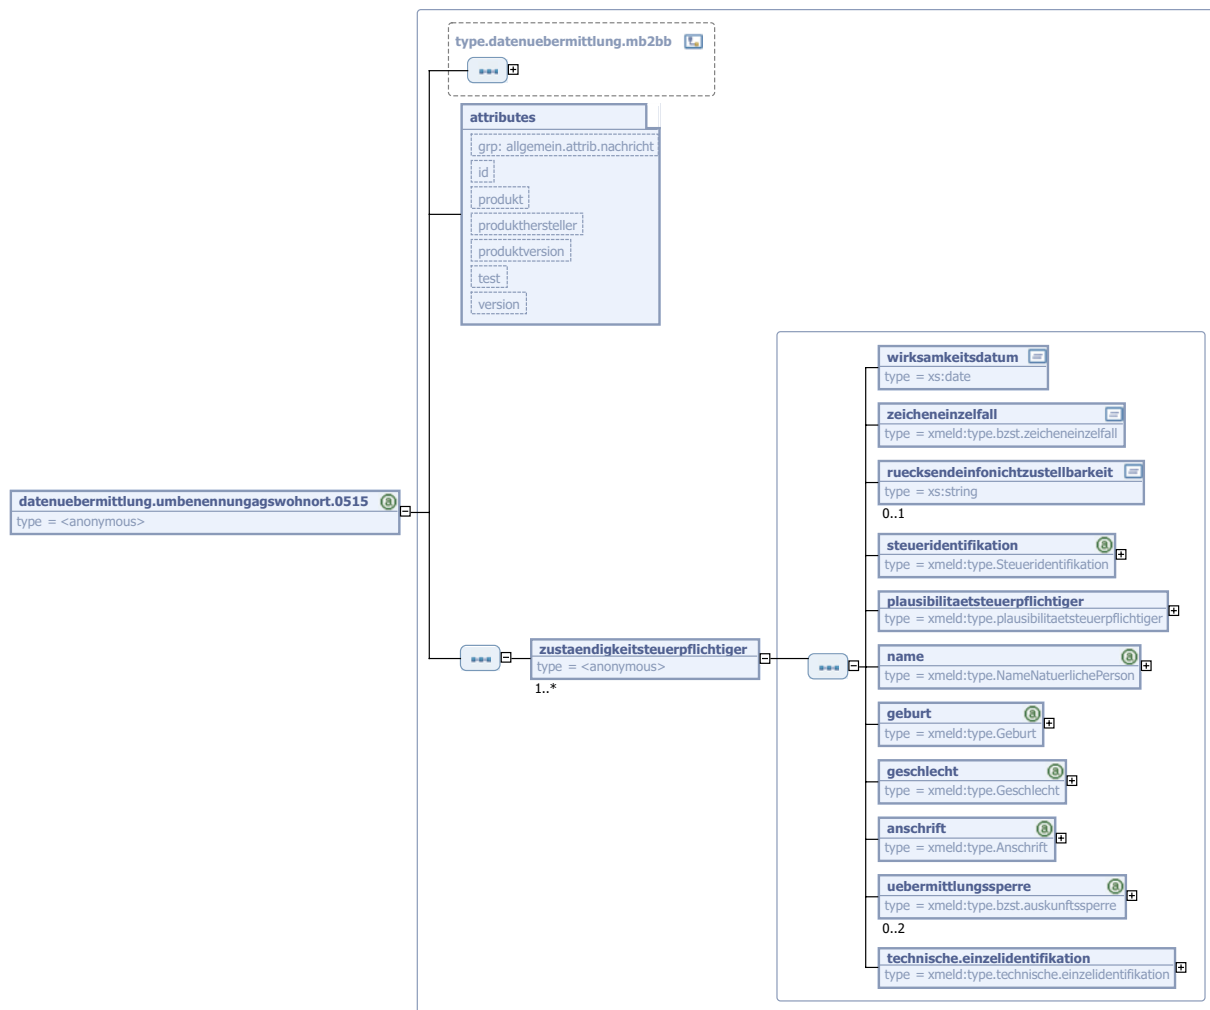 type.datenuebermittlung.mb2bb
attributes
grp: allgemein.attrib.nachricht
id
produkt
produkthersteller
produktversion
test
version
datenuebermittlung.umbenennungagswohnort.0515
type = <anonymous>
zustaendigkeitsteuerpflichtiger
type = <anonymous>
1..*
wirksamkeitsdatum
type = xs:date
zeicheneinzelfall
type = xmeld:type.bzst.zeicheneinzelfall
ruecksendeinfonichtzustellbarkeit
type = xs:string
0..1
steueridentifikation
type = xmeld:type.Steueridentifikation
plausibilitaetsteuerpflichtiger
type = xmeld:type.plausibilitaetsteuerpflichtiger
name
type = xmeld:type.NameNatuerlichePerson
geburt
type = xmeld:type.Geburt
geschlecht
type = xmeld:type.Geschlecht
anschrift
type = xmeld:type.Anschrift
uebermittlungssperre
type = xmeld:type.bzst.auskunftssperre
0..2
technische.einzelidentifikation
type = xmeld:type.technische.einzelidentifikation